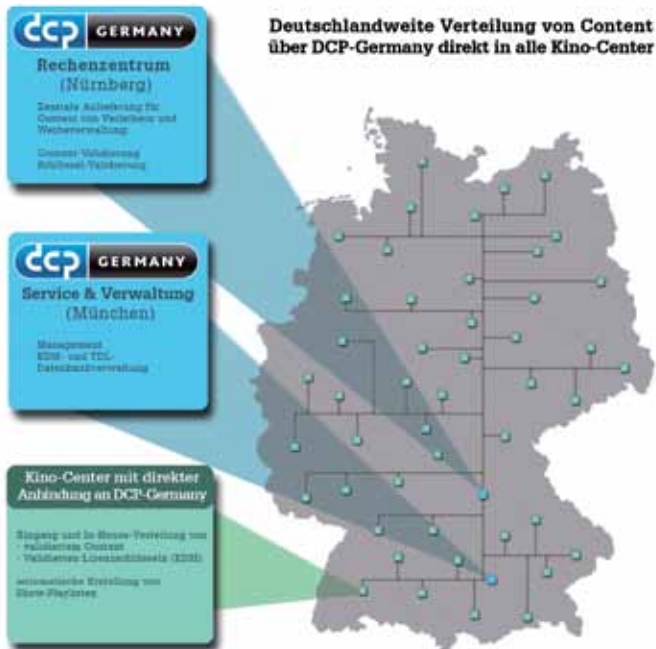 Deutschlandweite Verteilung von Content
über DCP-Germany direkt in alle Kino-Center
dcp GERMANY
Rechenzentrum
(Nürnberg)
Zentrale Anlieferung für
Content von Verleihern und
Werbeverwaltung
Content-Validierung
Schlüssel-Validierung
dcp GERMANY
Service & Verwaltung
(München)
Management
KDM- und TDL-
Datenbankverwaltung
Kino-Center mit direkter
Anbindung an DCP-Germany
Eingang und In-House-Verteilung von
- validiertem Content
- Validierten Lizenzschlüsseln (KDM)
automatische Erstellung von
Show-Playlisten